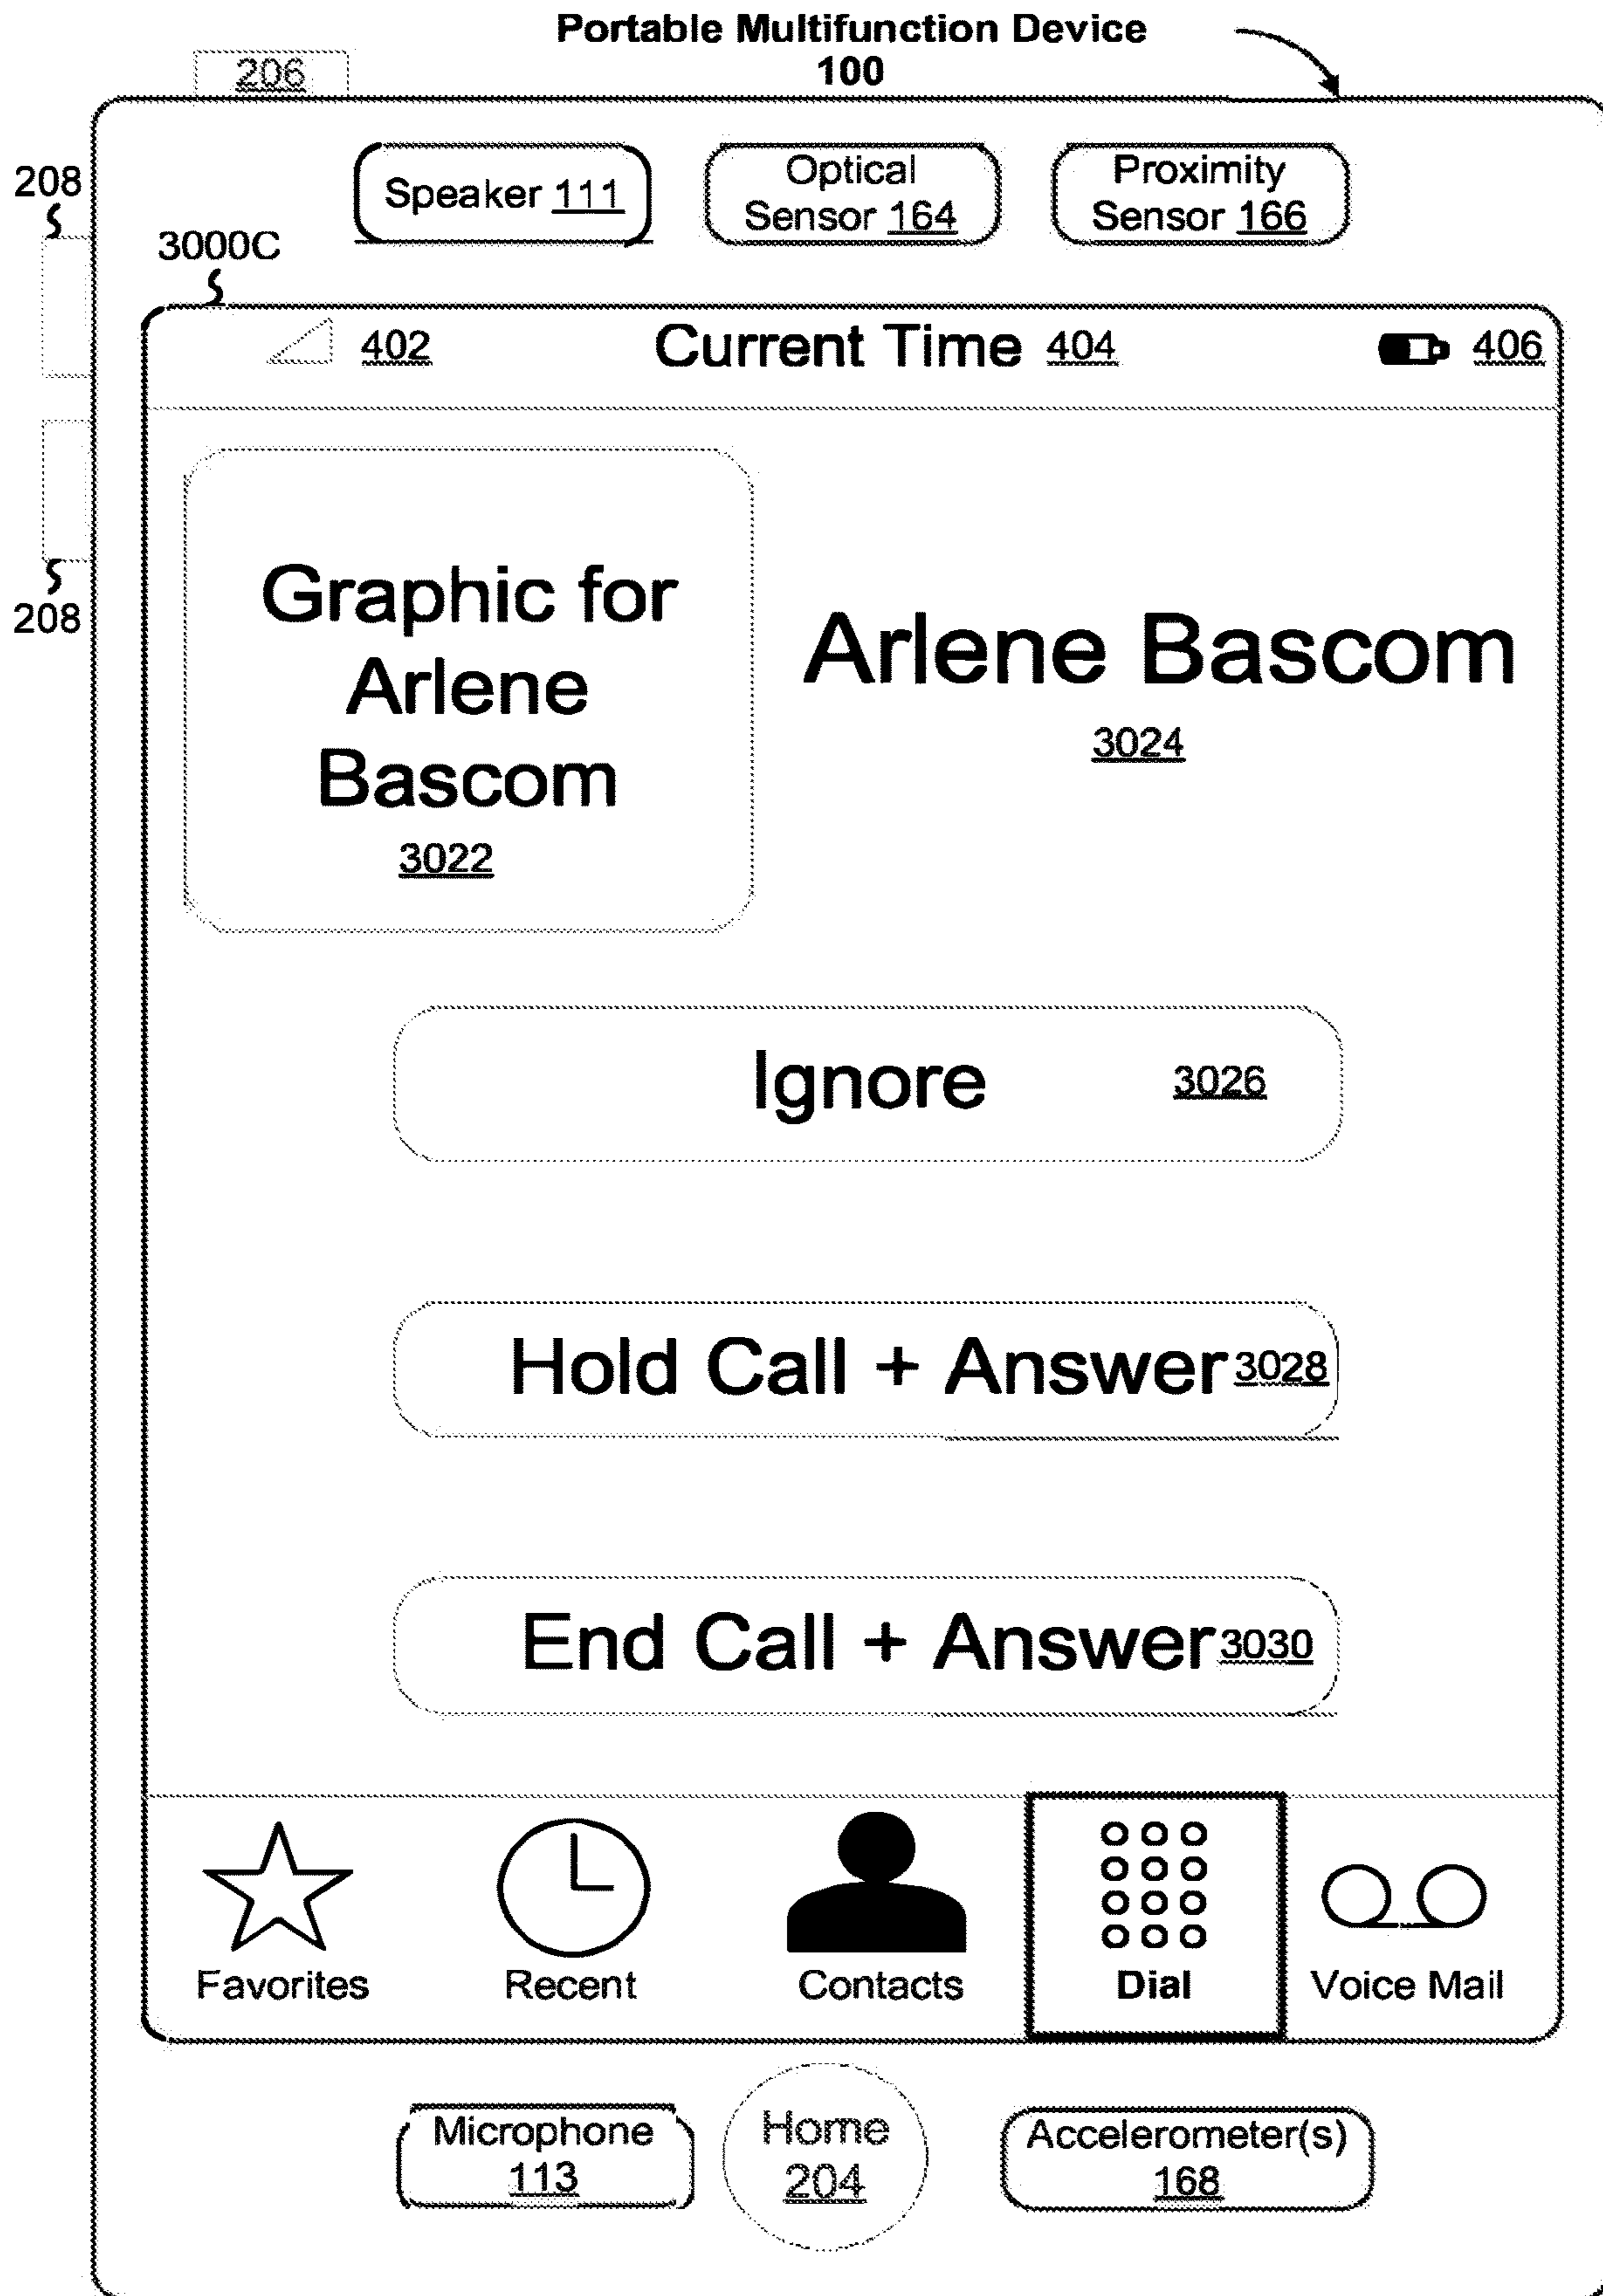 Portable Multifunction Device
100
206
208
Speaker 111
Optical
Sensor 164
Proximity
Sensor 166
3000C
402
Current Time 404
406
208
Graphic for
Arlene
Bascom
3022
Arlene Bascom
3024
Ignore 3026
Hold Call + Answer 3028
End Call + Answer 3030
Favorites
Recent
Contacts
Dial
Voice Mail
Microphone
113
Home
204
Accelerometer(s)
168